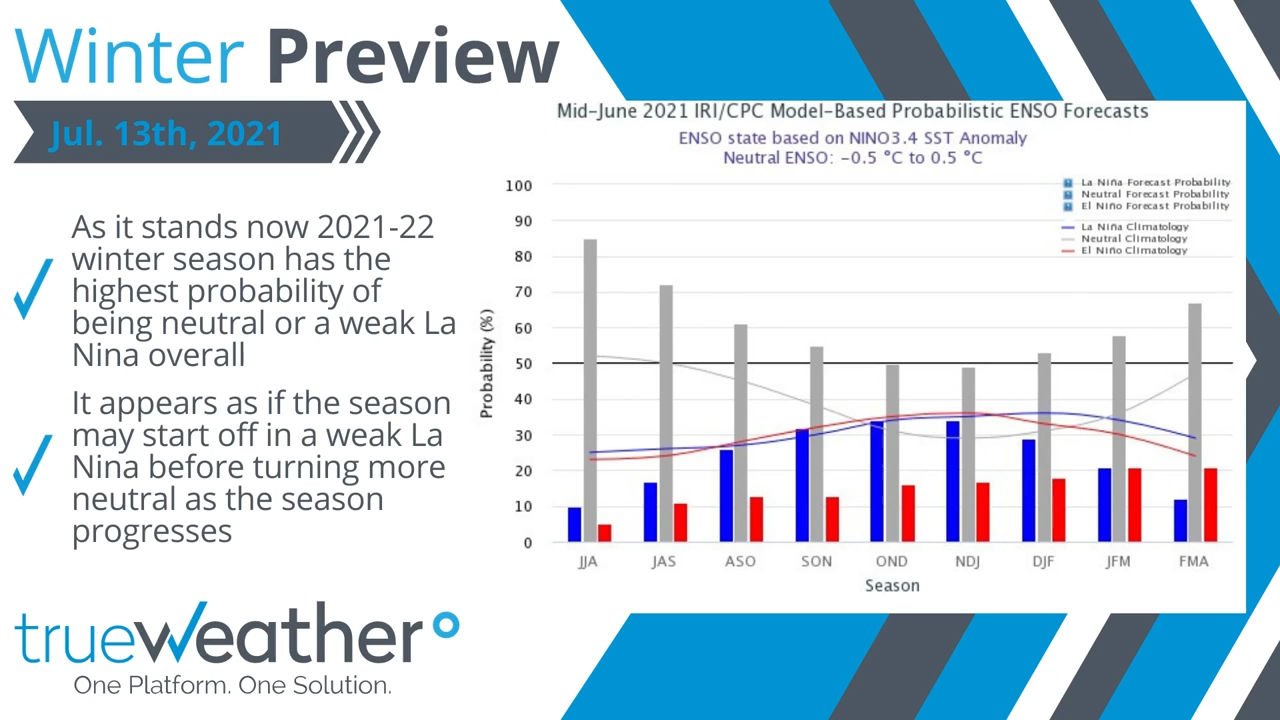 Winter Preview
Jul. 13th, 2021
As it stands now 2021-22
winter season has the
highest probability of
being neutral or a weak La
Nina overall
It appears as if the season
may start off in a weak La
Nina before turning more
neutral as the season
progresses
trueweather°
One Platform. One Solution.
Mid-June 2021 IRI/CPC Model-Based Probabilistic ENSO Forecasts
ENSO state based on NINO3.4 SST Anomaly
Neutral ENSO: -0.5 °C to 0.5 °C
La Niña Forecast Probability
Neutral Forecast Probability
El Niño Forecast Probability
La Niña Climatology
Neutral Climatology
El Niño Climatology
Probability (%)
100
90
80
70
60
50
40
30
20
10
0
JJA JAS ASO SON OND NDJ DJF JFM FMA
Season